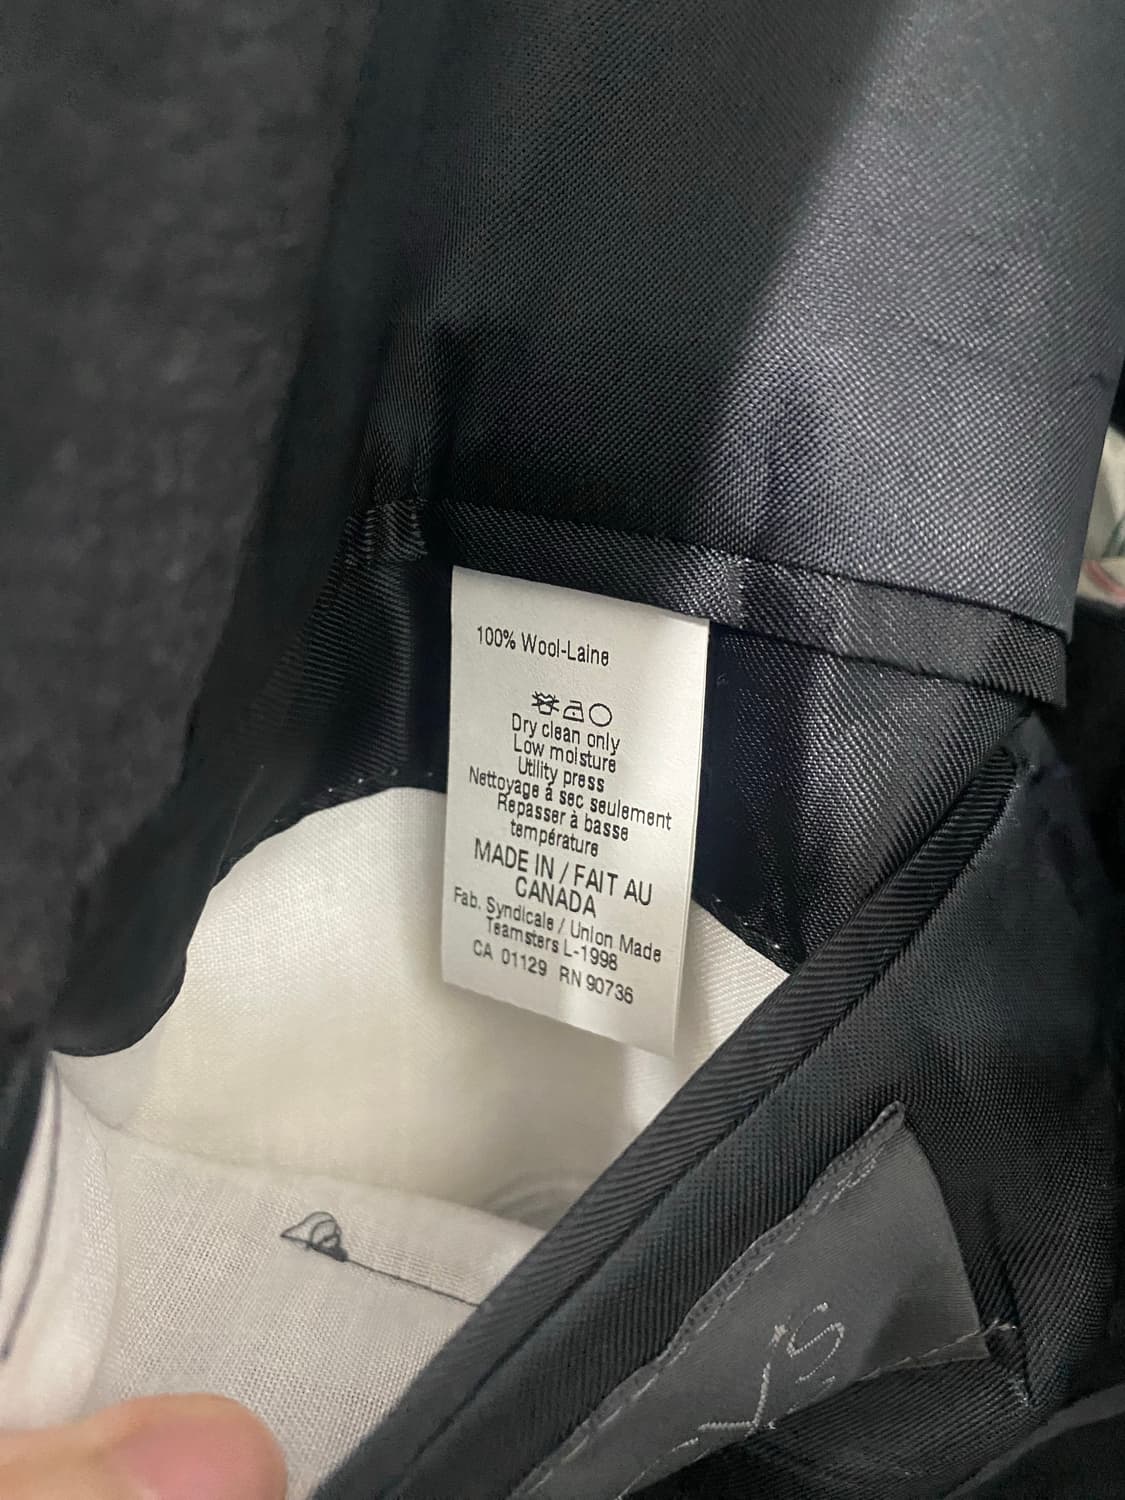 100% Wool-Laine
Dry clean only
Low moisture
Utility press
Nettoyage à sec seulement
Repasser à basse
température
MADE IN / FAIT AU
CANADA
Fab. Syndicale / Union Made
Teamsters L-1998
CA 01129 RN 90736